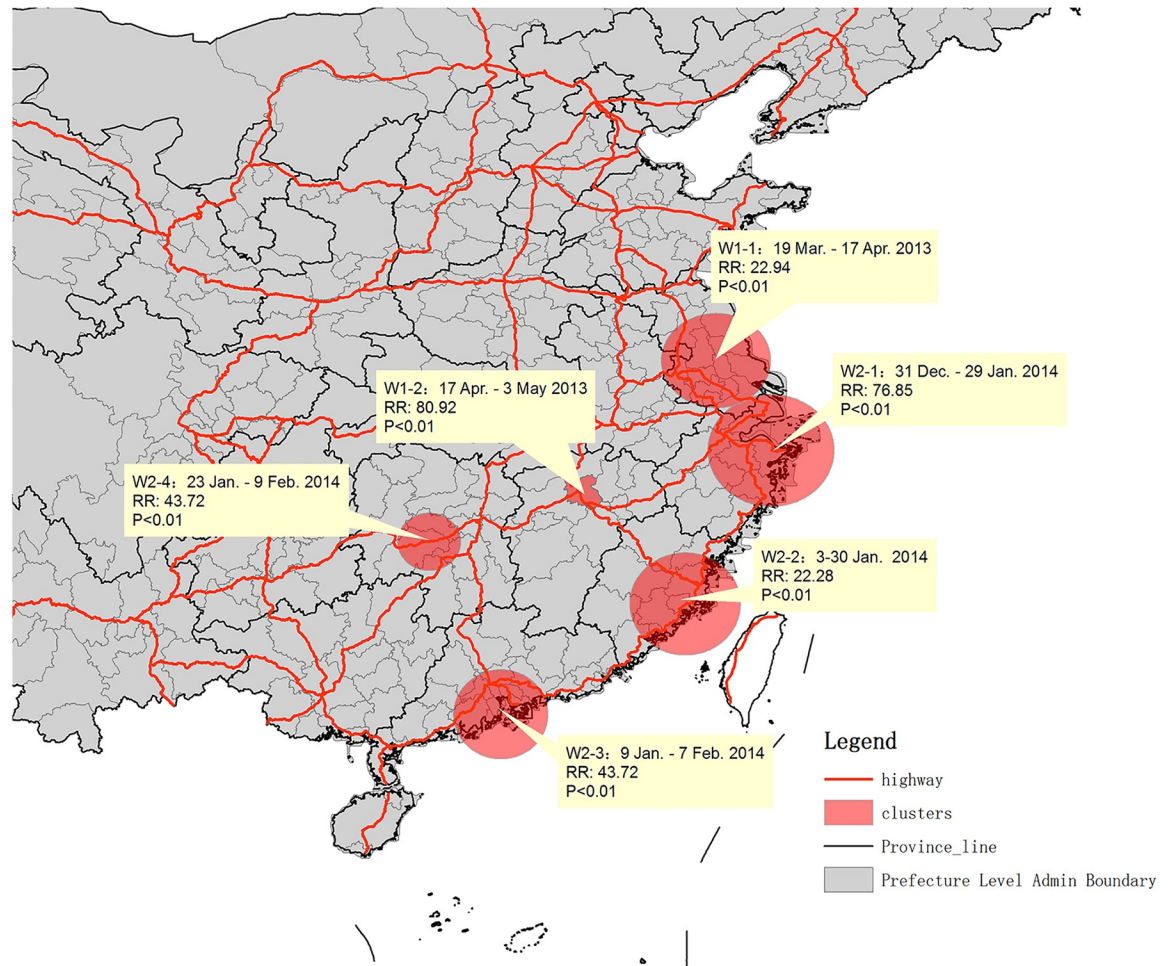 W1-1：19 Mar. - 17 Apr. 2013
RR: 22.94
P<0.01
W2-1：31 Dec. - 29 Jan. 2014
RR: 76.85
P<0.01
W1-2：17 Apr. - 3 May 2013
RR: 80.92
P<0.01
W2-4：23 Jan. - 9 Feb. 2014
RR: 43.72
P<0.01
W2-2：3-30 Jan. 2014
RR: 22.28
P<0.01
W2-3：9 Jan. - 7 Feb. 2014
RR: 43.72
P<0.01
Legend
highway
clusters
Province_line
Prefecture Level Admin Boundary